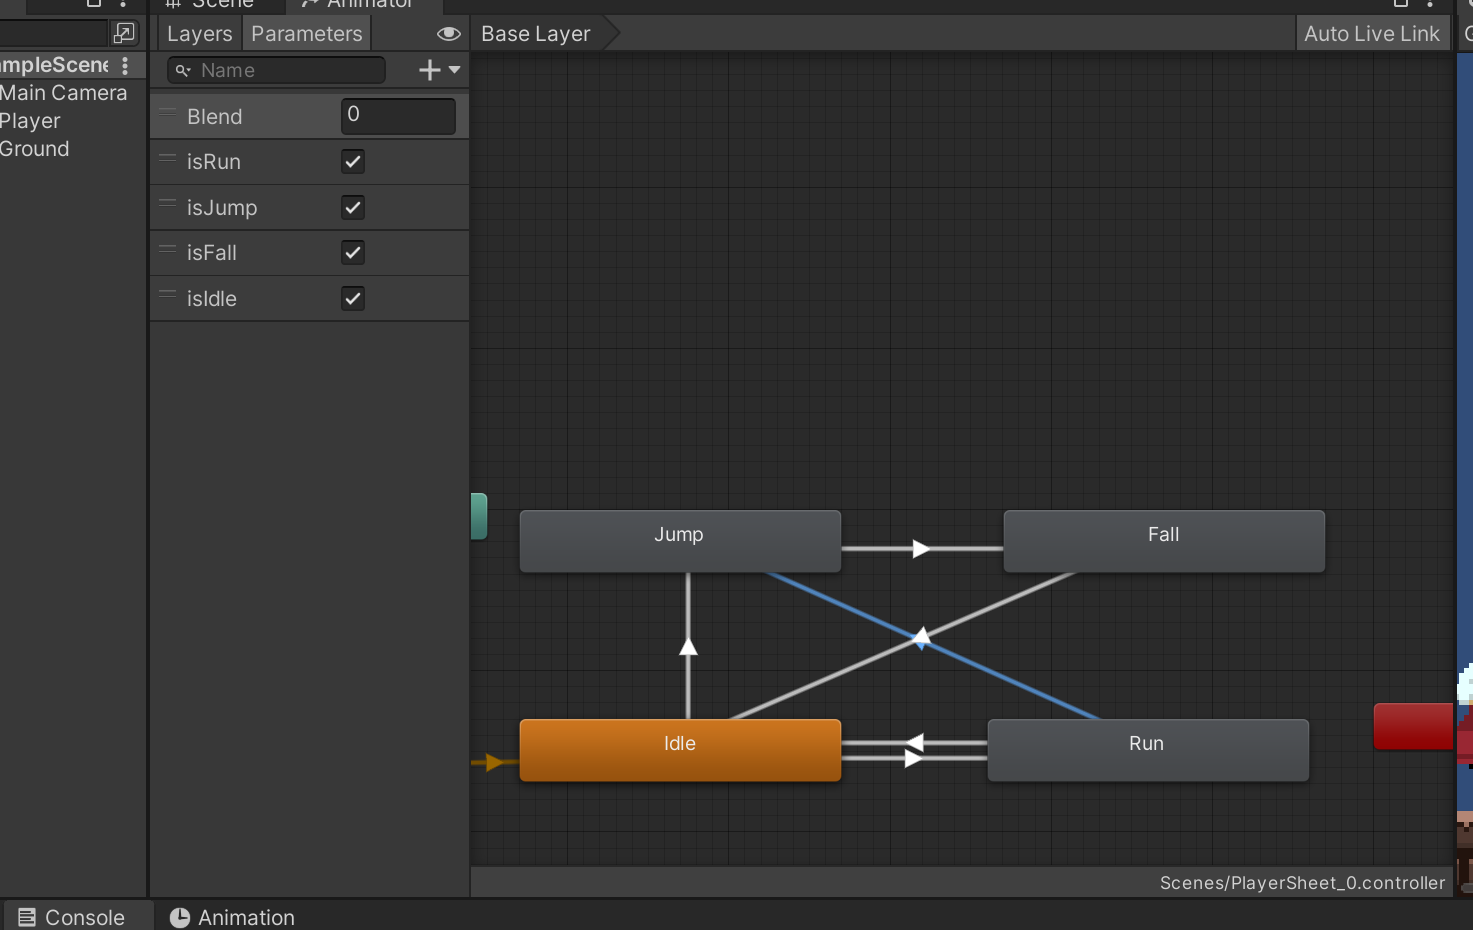 Scene
Animator
Layers
Parameters
Base Layer
Auto Live Link
Name
mpleScene
Main Camera
Player
Ground
Blend 0
isRun
isJump
isFall
isIdle
Jump
Fall
Idle
Run
Scenes/PlayerSheet_0.controller
Console
Animation